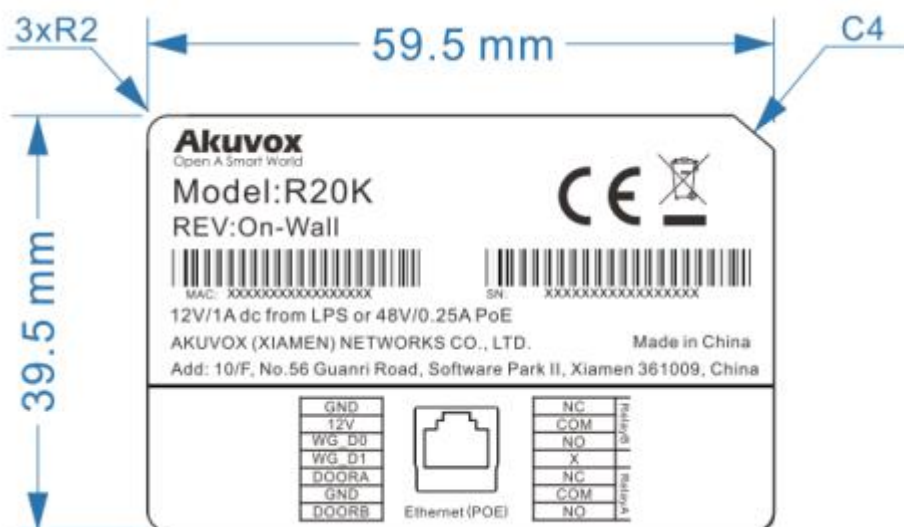 3xR2
59.5 mm
C4
39.5 mm
Akuvox
Open A Smart World
Model:R20K
REV:On-Wall
CE
MAC: XXXXXXXXXXXXXXXXX
SN: XXXXXXXXXXXXXXXXX
12V/1A dc from LPS or 48V/0.25A PoE
AKUVOX (XIAMEN) NETWORKS CO., LTD. Made in China
Add: 10/F, No.56 Guanri Road, Software Park II, Xiamen 361009, China
GND
12V
WG_D0
WG_D1
DOORA
GND
DOORB
Ethernet(POE)
NC
COM
NO
X
NC
COM
NO
RelayB
RelayA